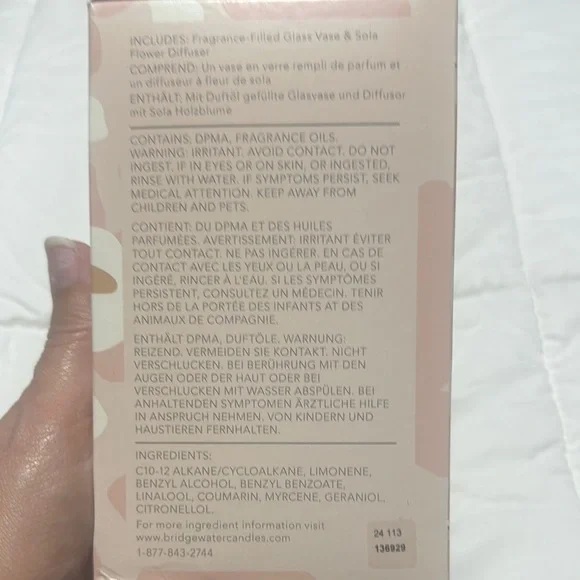 INCLUDES: Fragrance-Filled Glass Vase & Sola
Flower Diffuser
COMPREND: Un vase en verre rempli de parfum et
un diffuseur à fleur de sola
ENTHÄLT: Mit Duftöl gefüllte Glasvase und Diffusor
mit Sola Holzblume
CONTAINS: DPMA, FRAGRANCE OILS.
WARNING: IRRITANT. AVOID CONTACT. DO NOT
INGEST. IF IN EYES OR ON SKIN, OR INGESTED,
RINSE WITH WATER. IF SYMPTOMS PERSIST, SEEK
MEDICAL ATTENTION. KEEP AWAY FROM
CHILDREN AND PETS.
CONTIENT: DU DPMA ET DES HUILES
PARFUMÉES. AVERTISSEMENT: IRRITANT ÉVITER
TOUT CONTACT. NE PAS INGÉRER. EN CAS DE
CONTACT AVEC LES YEUX OU LA PEAU, OU SI
INGÉRÉ, RINCER À L'EAU. SI LES SYMPTÔMES
PERSISTENT, CONSULTEZ UN MÉDECIN. TENIR
HORS DE LA PORTÉE DES INFANTS AT DES
ANIMAUX DE COMPAGNIE.
ENTHÄLT DPMA, DUFTÖLE. WARNUNG:
REIZEND. VERMEIDEN SIE KONTAKT. NICHT
VERSCHLUCKEN. BEI BERÜHRUNG MIT DEN
AUGEN ODER DER HAUT ODER BEI
VERSCHLUCKEN MIT WASSER ABSPÜLEN. BEI
ANHALTENDEN SYMPTOMEN ÄRZTLICHE HILFE
IN ANSPRUCH NEHMEN. VON KINDERN UND
HAUSTIEREN FERNHALTEN.
INGREDIENTS:
C10-12 ALKANE/CYCLOALKANE, LIMONENE,
BENZYL ALCOHOL, BENZYL BENZOATE,
LINALOOL, COUMARIN, MYRCENE, GERANIOL,
CITRONELLOL.
For more ingredient information visit
www.bridgewatercandles.com
1-877-843-2744
24 113
136929